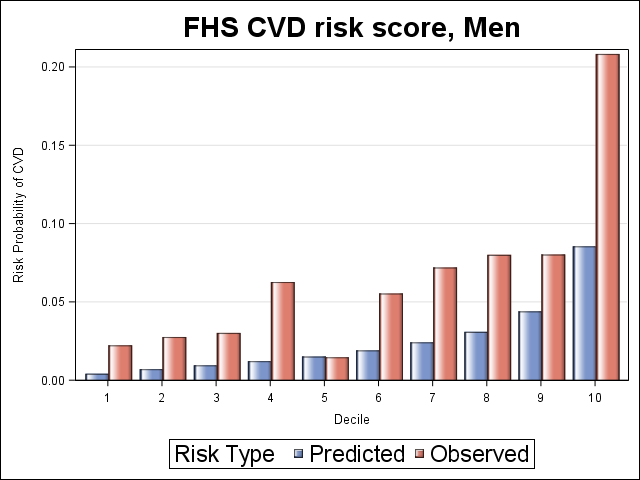 FHS CVD risk score, Men
Risk Probability of CVD
0.20
0.15
0.10
0.05
0.00
1 2 3 4 5 6 7 8 9 10
Decile
Risk Type Predicted Observed